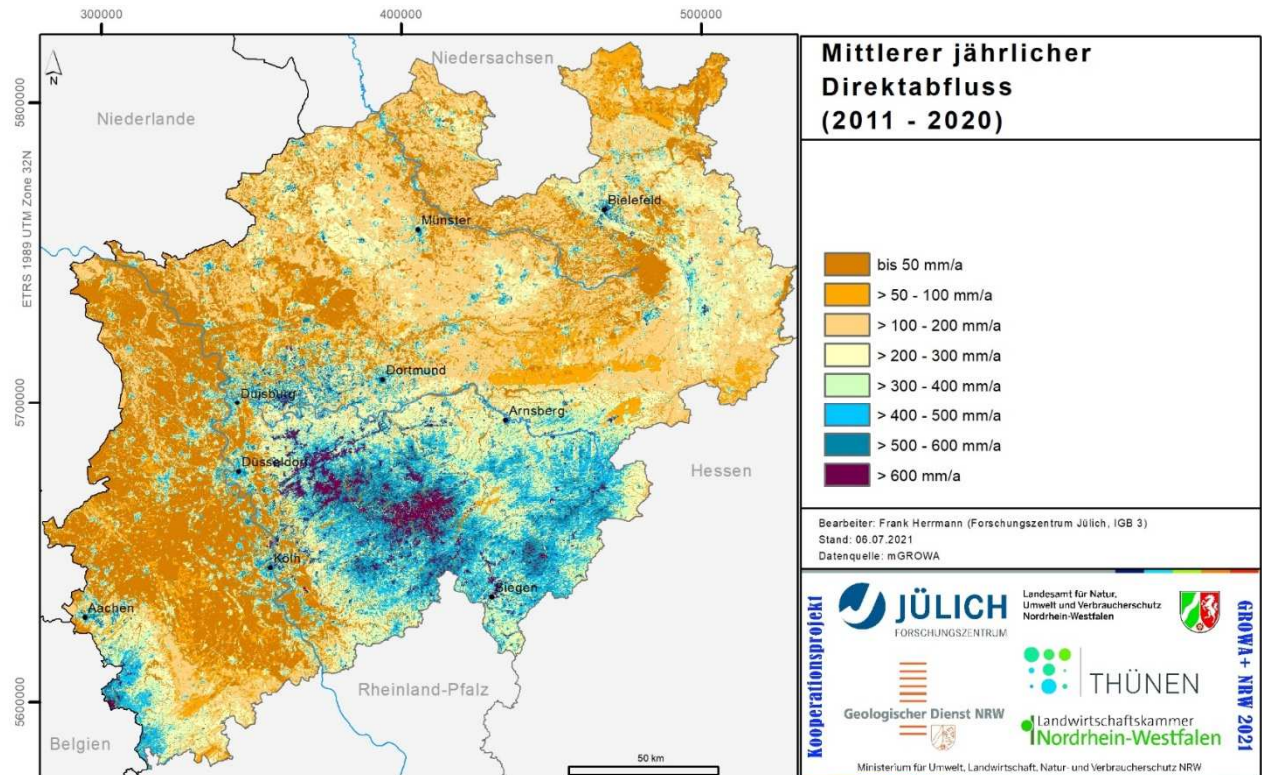 300000
400000
500000
5800000
5700000
5600000
ETRS 1989 UTM Zone 32N
N
Niedersachsen
Niederlande
Bielefeld
Münster
Dortmund
Duisburg
Arnsberg
Düsseldorf
Hessen
Köln
Siegen
Aachen
Rheinland-Pfalz
Belgien
50 km
Mittlerer jährlicher
Direktabfluss
(2011 - 2020)
bis 50 mm/a
> 50 - 100 mm/a
> 100 - 200 mm/a
> 200 - 300 mm/a
> 300 - 400 mm/a
> 400 - 500 mm/a
> 500 - 600 mm/a
> 600 mm/a
Bearbeiter: Frank Herrmann (Forschungszentrum Jülich, IGB 3)
Stand: 06.07.2021
Datenquelle: mGROWA
Kooperationsprojekt
JÜLICH
FORSCHUNGSZENTRUM
Landesamt für Natur,
Umwelt und Verbraucherschutz
Nordrhein-Westfalen
GROWA+ NRW 2021
THÜNEN
Geologischer Dienst NRW
Landwirtschaftskammer
Nordrhein-Westfalen
Ministerium für Umwelt, Landwirtschaft, Natur- und Verbraucherschutz NRW